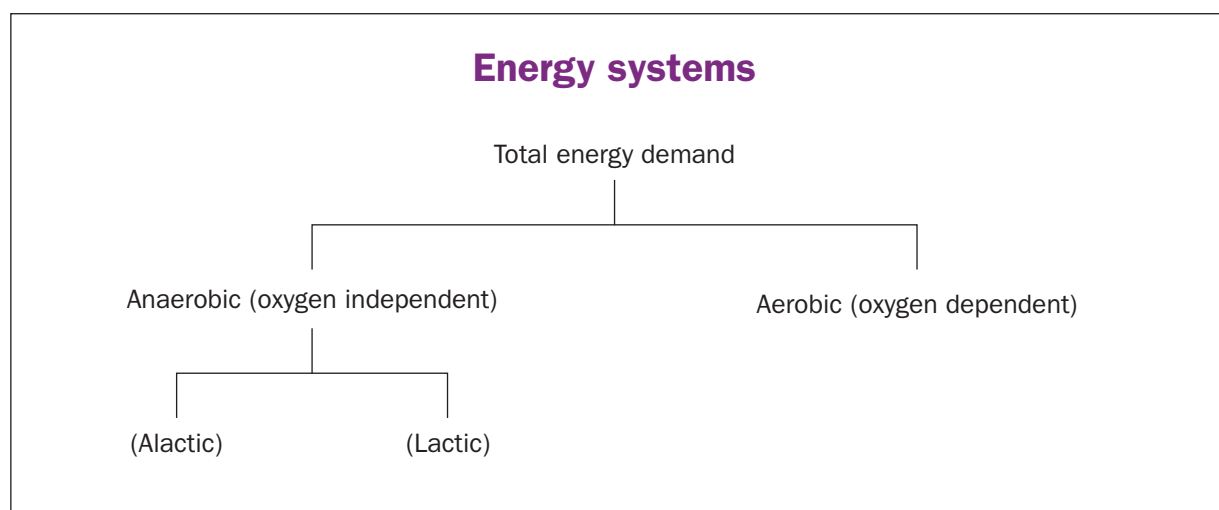 Energy systems
Total energy demand
Anaerobic (oxygen independent)
Aerobic (oxygen dependent)
(Alactic)
(Lactic)